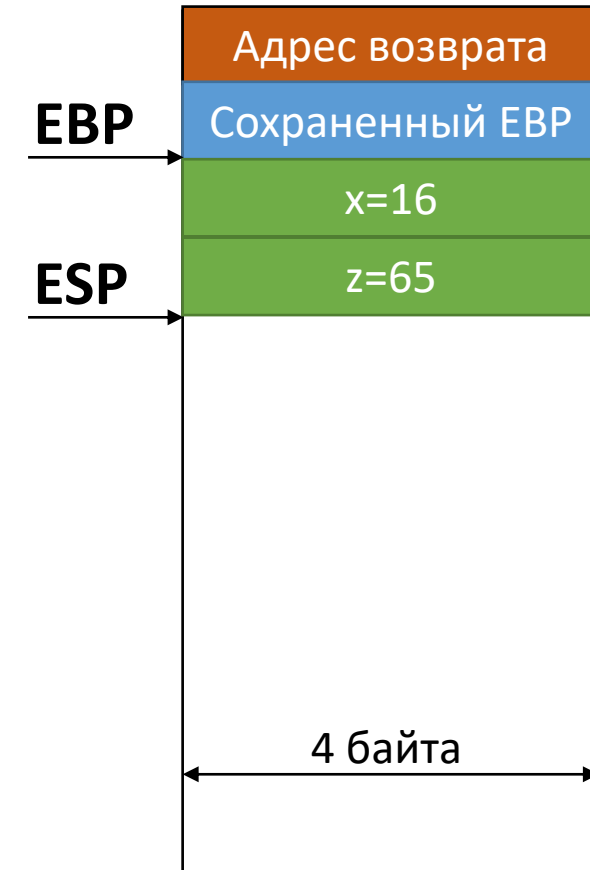 Адрес возврата
EBP
Сохраненный EBP
x=16
ESP
z=65
4 байта